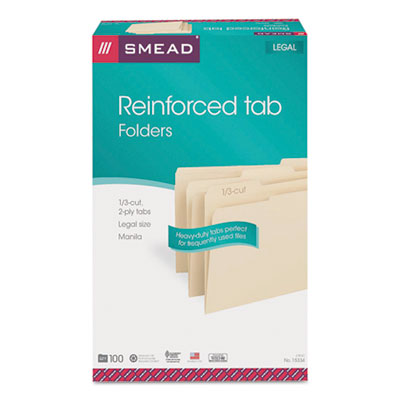 SMEAD
LEGAL
Reinforced tab
Folders
1/3-cut,
2-ply tabs
Legal size
Manila
1/3-cut
Heavy-duty tabs perfect
for frequently used files
100